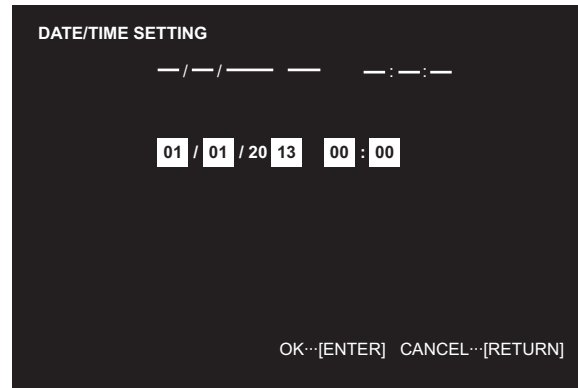 DATE/TIME SETTING
—/—/—— —— —:—:—
01 / 01 / 20 13 00 : 00
OK···[ENTER] CANCEL···[RETURN]